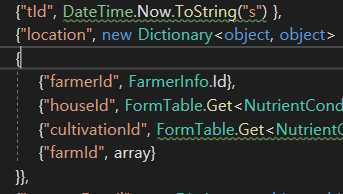 {"tId", DateTime.Now.ToString("s") },
{"location", new Dictionary<object, object>
{
{"farmerId", FarmerInfo.Id},
{"houseId", FormTable.Get<NutrientCond
{"cultivationId", FormTable.Get<NutrientC
{"farmId", array}
}},